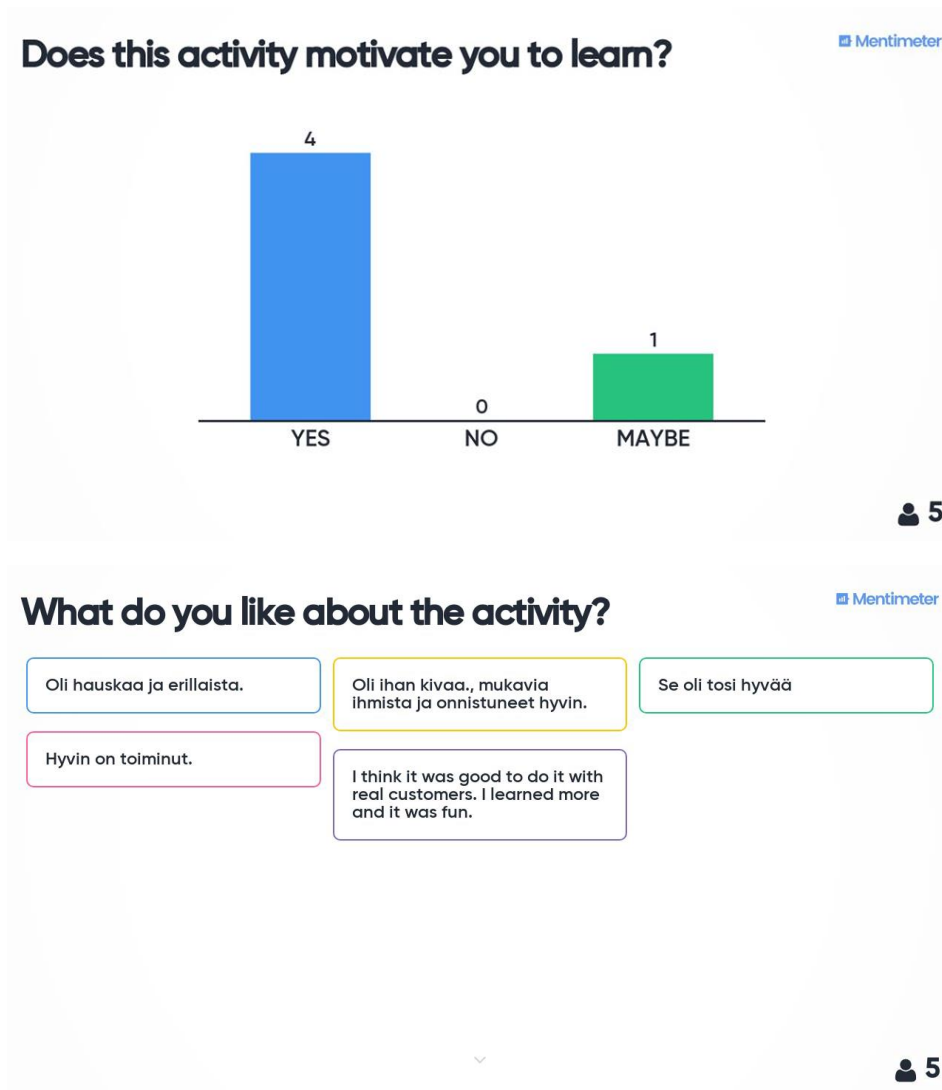 Does this activity motivate you to learn?
Mentimeter
4
0
1
YES
NO
MAYBE
5
What do you like about the activity?
Mentimeter
Oli hauskaa ja erillaista.
Hyvin on toiminut.
Oli ihan kivaa., mukavia
ihmista ja onnistuneet hyvin.
I think it was good to do it with
real customers. I learned more
and it was fun.
Se oli tosi hyvää
5